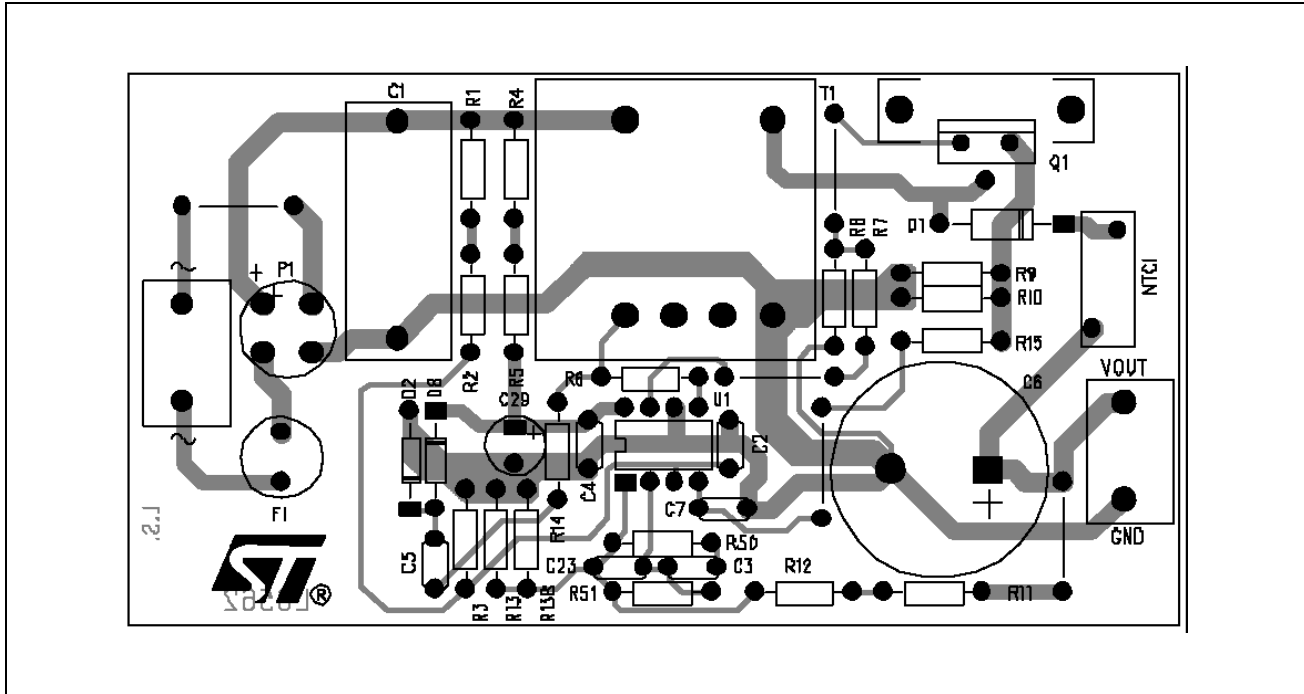 C1
R1
R4
T1
Q1
R8
R7
D1
~
+
P1
-
NTC1
R9
R10
R15
R2
R5
R6
D2
D8
C29
+
U1
C6
VOUT
~
C4
C2
+
F1
C7
R14
GND
R50
C5
C23
C3
R12
ST
®
R51
R11
R3
R13
R13B
L6562